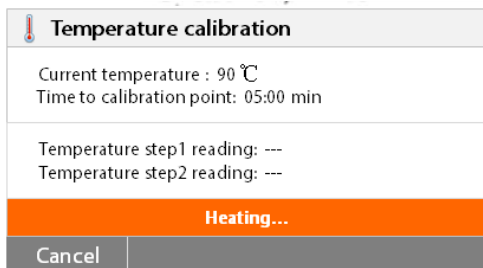 Temperature calibration
Current temperature : 90 ℃
Time to calibration point: 05:00 min
Temperature step1 reading: ---
Temperature step2 reading: ---
Heating...
Cancel